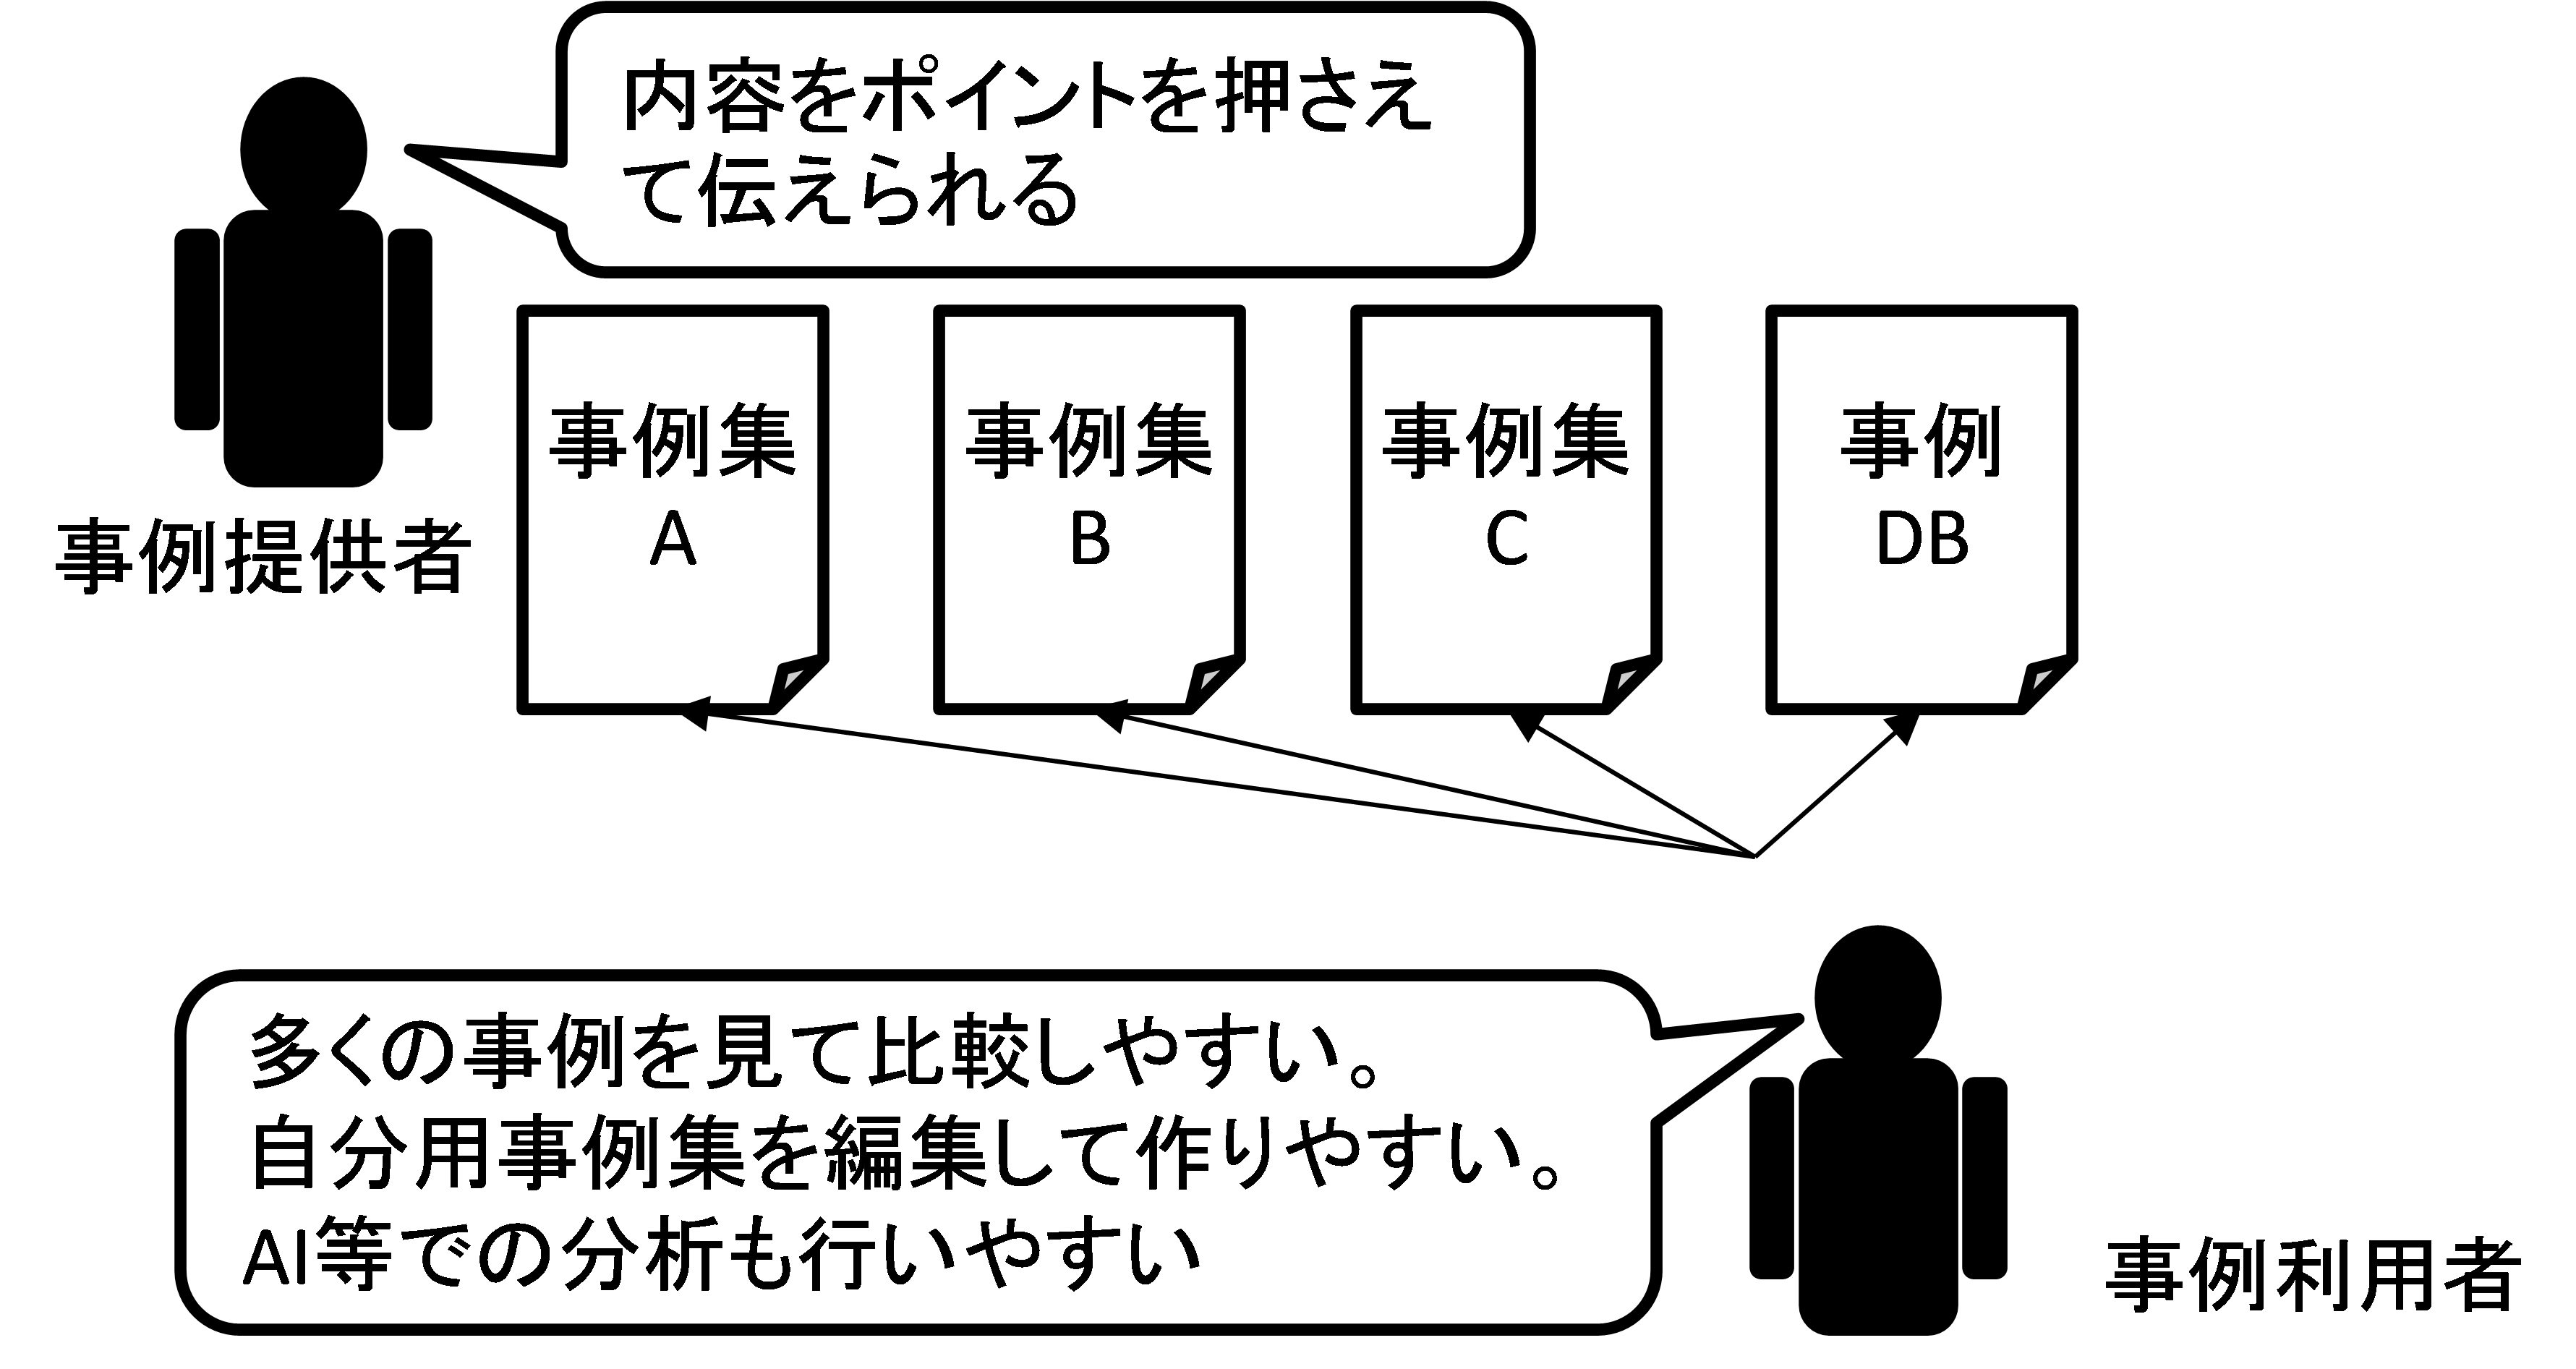 内容をポイントを押さえ
て伝えられる
事例提供者
事例集
A
事例集
B
事例集
C
事例
DB
多くの事例を見て比較しやすい。
自分用事例集を編集して作りやすい。
AI等での分析も行いやすい
事例利用者